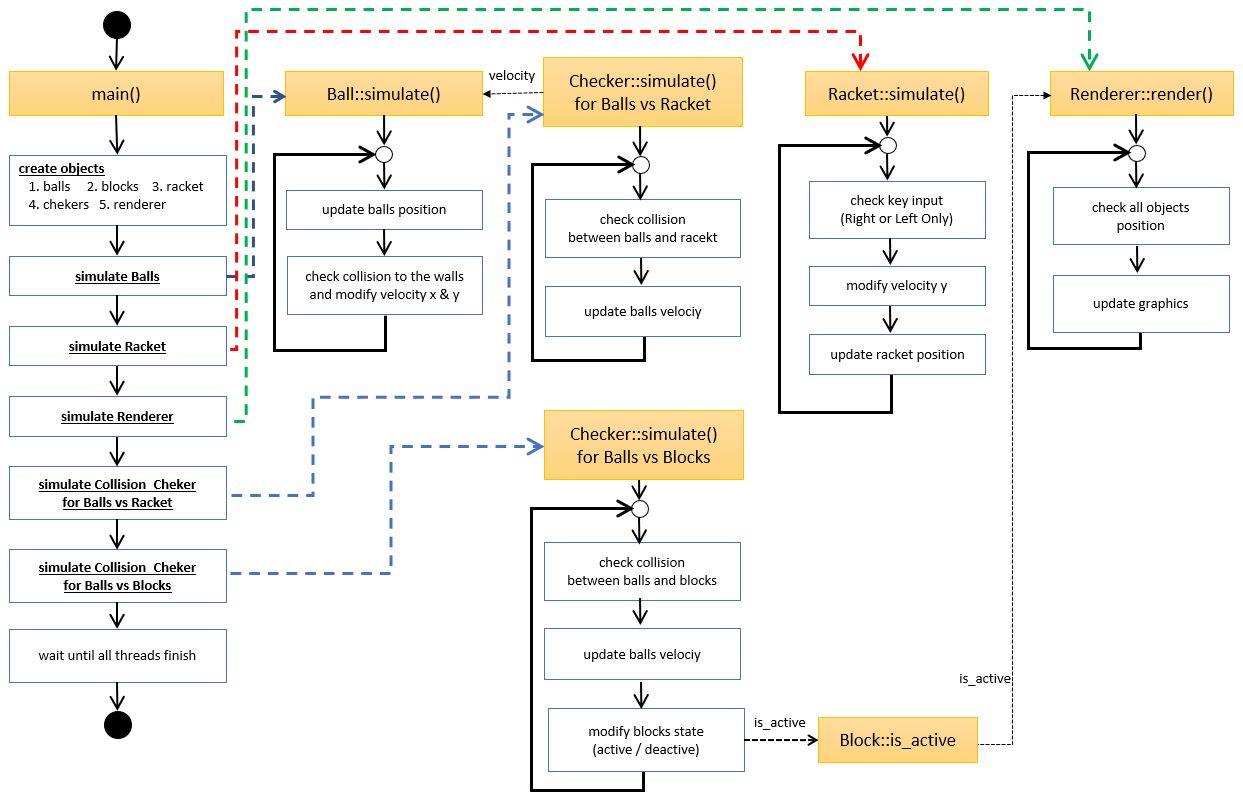 main()
create objects
1. balls 2. blocks 3. racket
4. chekers 5. renderer
simulate Balls
simulate Racket
simulate Renderer
simulate Collision_Cheker
for Balls vs Racket
simulate Collision_Cheker
for Balls vs Blocks
wait until all threads finish
Ball::simulate()
update balls position
check collision to the walls
and modify velocity x & y
velocity
Checker::simulate()
for Balls vs Racket
check collision
between balls and racekt
update balls velociy
Checker::simulate()
for Balls vs Blocks
check collision
between balls and blocks
update balls velociy
modify blocks state
(active / deactive)
is_active
Block::is_active
is_active
Racket::simulate()
check key input
(Right or Left Only)
modify velocity y
update racket position
Renderer::render()
check all objects
position
update graphics